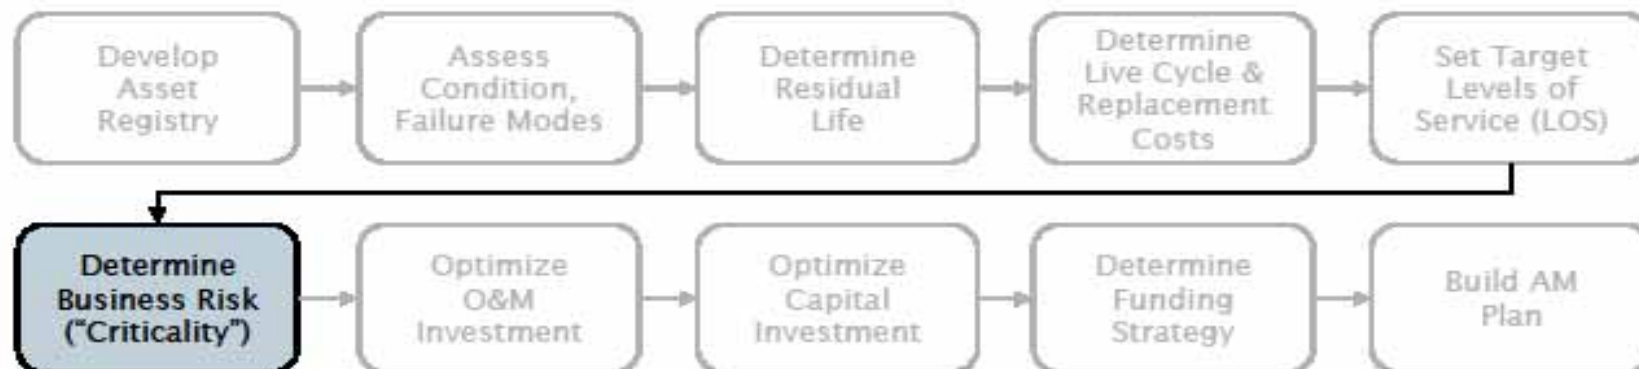 Develop
Asset
Registry
Assess
Condition,
Failure Modes
Determine
Residual
Life
Determine
Live Cycle &
Replacement
Costs
Set Target
Levels of
Service (LOS)
Determine
Business Risk
(“Criticality”)
Optimize
O&M
Investment
Optimize
Capital
Investment
Determine
Funding
Strategy
Build AM
Plan